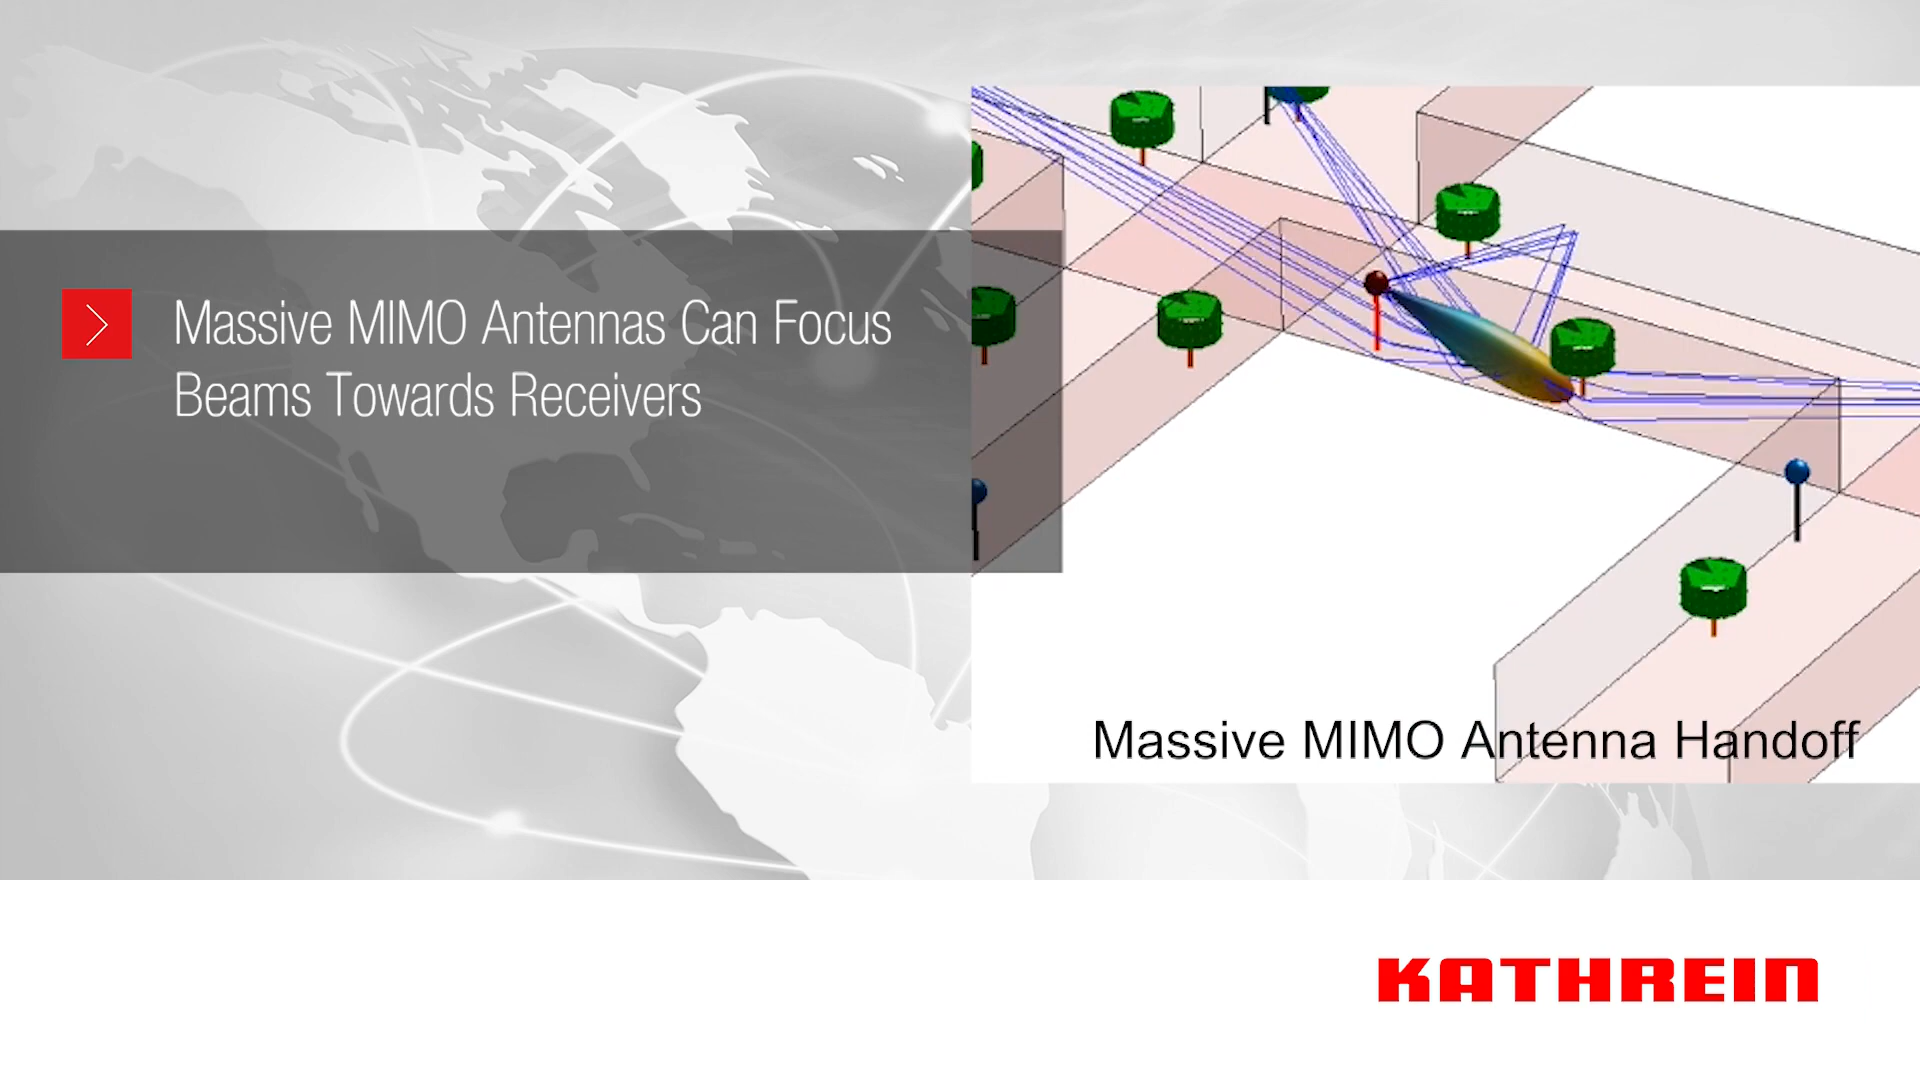 Massive MIMO Antennas Can Focus
Beams Towards Receivers
Massive MIMO Antenna Handoff
KATHREIN